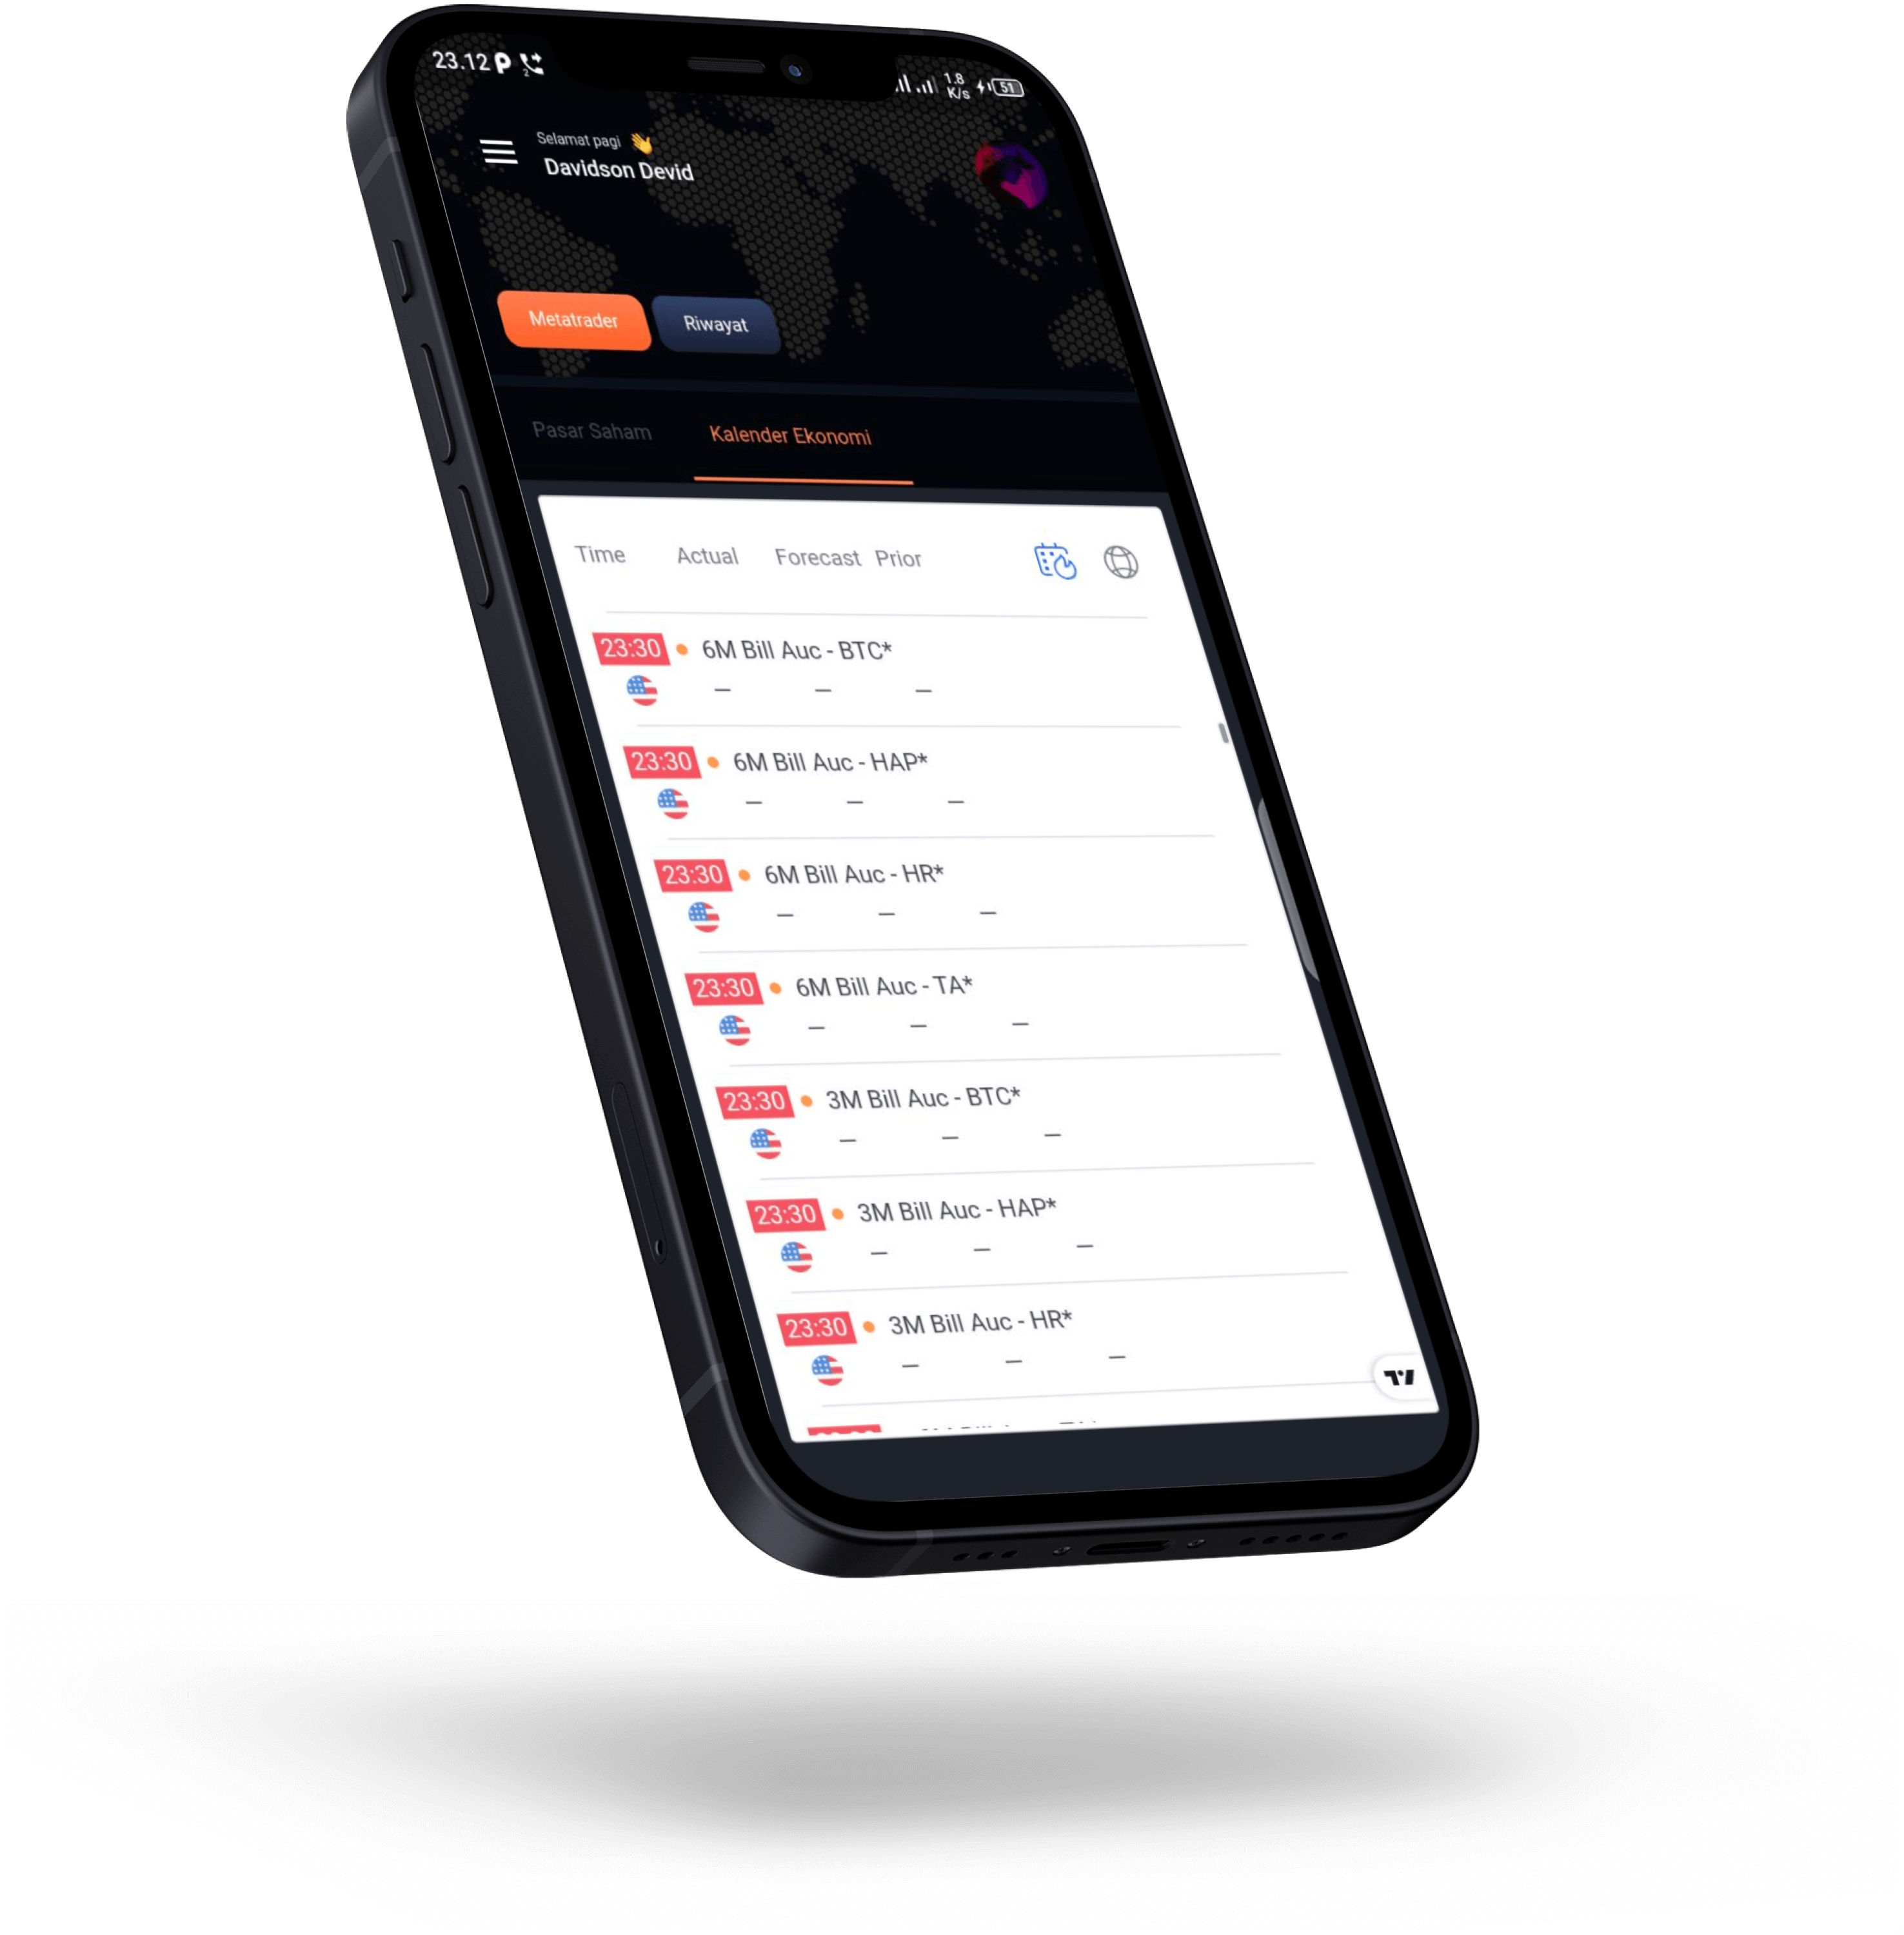 23.12
2
1.8
K/s
51
Selamat pagi
Davidson Devid
Metatrader
Riwayat
Pasar Saham
Kalender Ekonomi
Time Actual Forecast Prior
23:30 6M Bill Auc - BTC*
— — —
23:30 6M Bill Auc - HAP*
— — —
23:30 6M Bill Auc - HR*
— — —
23:30 6M Bill Auc - TA*
— — —
23:30 3M Bill Auc - BTC*
— — —
23:30 3M Bill Auc - HAP*
— — —
23:30 3M Bill Auc - HR*
— — —